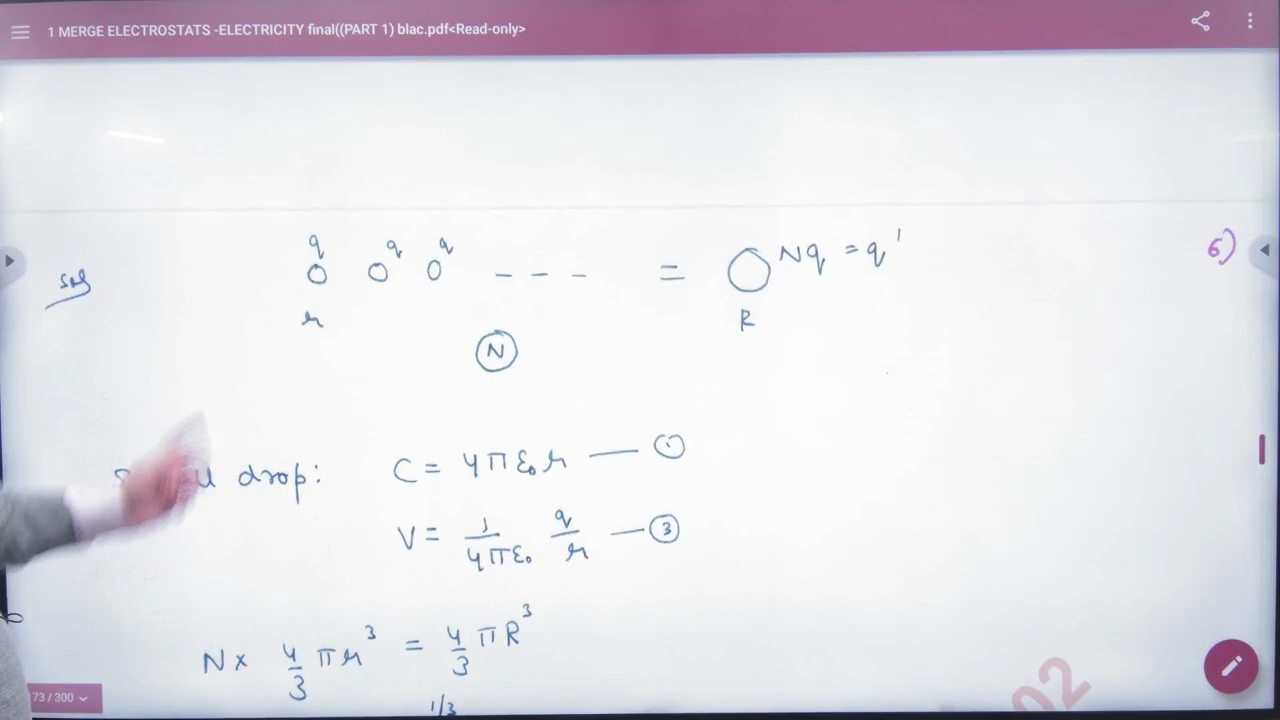 1 MERGE ELECTROSTATS -ELECTRICITY final((PART 1) blac.pdf<Read-only>
6)
Sol
q q q - - - = Nq = q'
r R
N
drop: C = 4πε₀r — ①
V = 1/4πε₀ q/r — ③
N × 4/3 πr³ = 4/3 πR³
1/3
73 / 300
02